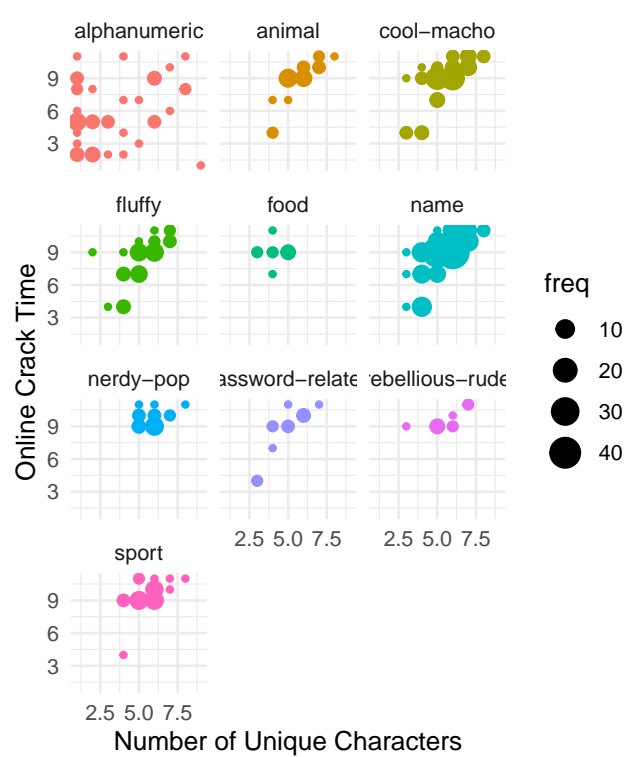 alphanumeric animal cool−macho
9
6
3
fluffy food name
9
6
3
nerdy−pop assword−relate rebellious−rude
9
6
3
2.5 5.0 7.5 2.5 5.0 7.5
sport
9
6
3
2.5 5.0 7.5
Number of Unique Characters
Online Crack Time
freq
10
20
30
40